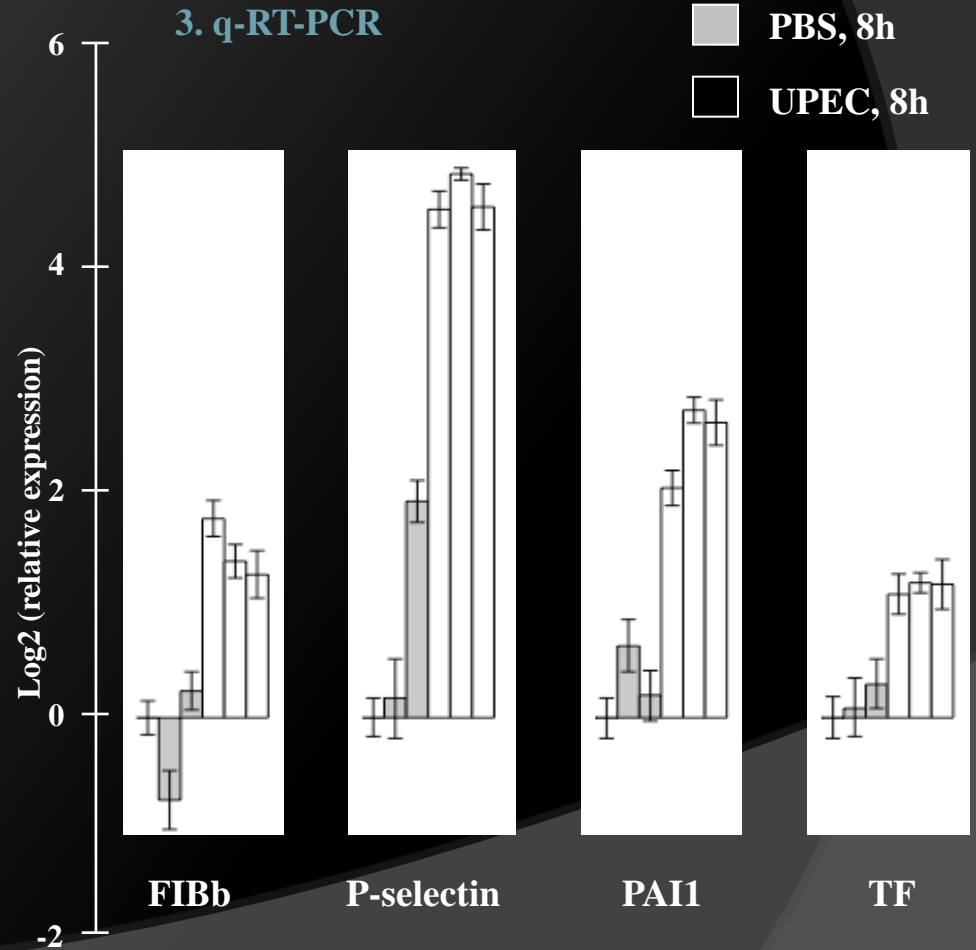 3. q-RT-PCR
PBS, 8h
UPEC, 8h
Log2 (relative expression)
6
4
2
0
-2
FIBb
P-selectin
PAI1
TF